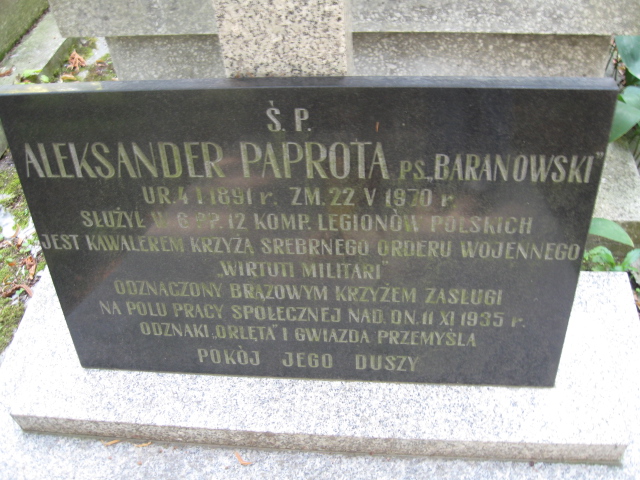 Ś. P.
ALEKSANDER PAPROTA PS. „BARANOWSKI"
UR. 4 I 1891 r. ZM. 22 V 1970 r.
SŁUŻYŁ W 6 PP. 12 KOMP. LEGIONÓW POLSKICH
JEST KAWALEREM KRZYŻA SREBRNEGO ORDERU WOJENNEGO
„WIRTUTI MILITARI"
ODZNACZONY BRĄZOWYM KRZYŻEM ZASŁUGI
NA POLU PRACY SPOŁECZNEJ NAD. DN. 11 XI 1935 r.
ODZNAKI „ORLĘTA" I GWIAZDA PRZEMYŚLA
POKÓJ JEGO DUSZY